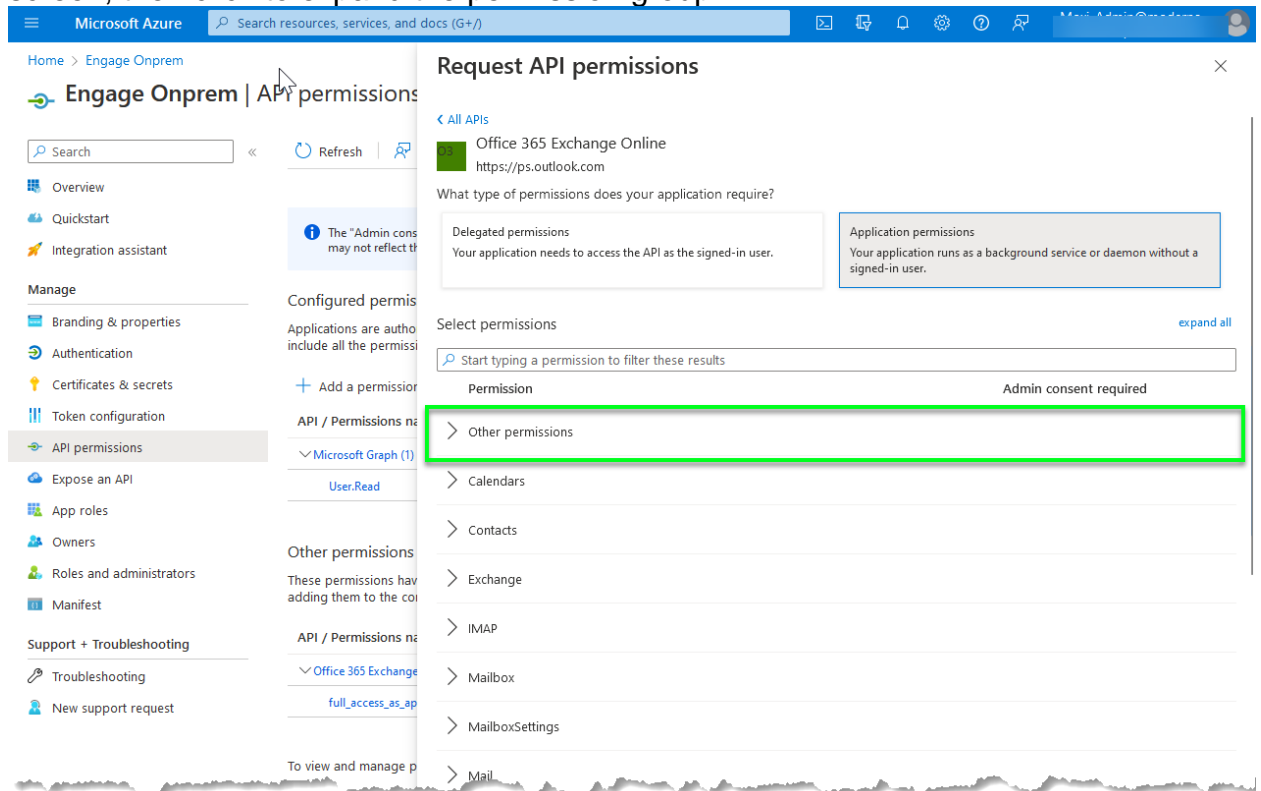 Microsoft Azure
Search resources, services, and docs (G+/)
Home > Engage Onprem
Engage Onprem | API permissions
Search
«
Overview
Quickstart
Integration assistant
Manage
Branding & properties
Authentication
Certificates & secrets
Token configuration
API permissions
Expose an API
App roles
Owners
Roles and administrators
Manifest
Support + Troubleshooting
Troubleshooting
New support request
Refresh
The "Admin cons
may not reflect th
Configured permis
Applications are autho
include all the permissi
Add a permission
API / Permissions na
Microsoft Graph (1)
User.Read
Other permissions
These permissions hav
adding them to the co
API / Permissions na
Office 365 Exchange
full_access_as_ap
To view and manage p
Request API permissions
All APIs
O3
Office 365 Exchange Online
https://ps.outlook.com
What type of permissions does your application require?
Delegated permissions
Your application needs to access the API as the signed-in user.
Application permissions
Your application runs as a background service or daemon without a
signed-in user.
Select permissions
expand all
Start typing a permission to filter these results
Permission
Admin consent required
Other permissions
Calendars
Contacts
Exchange
IMAP
Mailbox
MailboxSettings
Mail